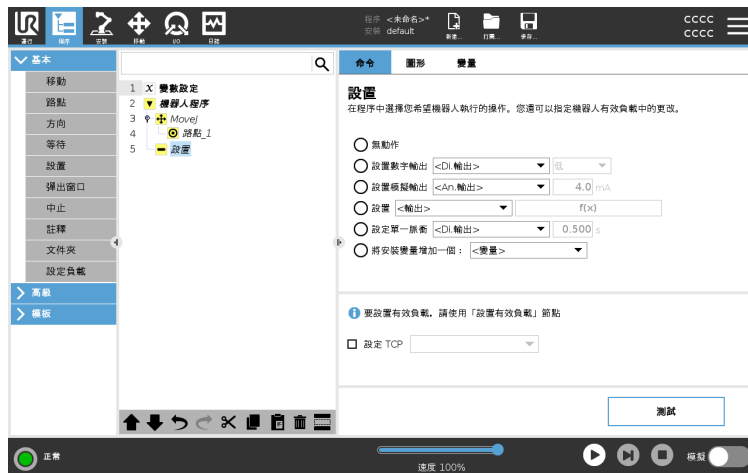 程序 <未命名>*
安裝 default
cccc
cccc
運行 程序 安裝 移動 I/O 日誌 新建... 打開... 保存...
基本
移動
路點
方向
等待
設置
彈出窗口
中止
註釋
文件夾
設定負載
高級
模板
1 X 變數設定
2 機器人程序
3 MoveJ
4 路點_1
5 設置
命令 圖形 變量
設置
在程序中選擇您希望機器人執行的操作。您還可以指定機器人有效負載中的更改。
無動作
設置數字輸出 <Di.輸出> 低
設置模擬輸出 <An.輸出> 4.0 mA
設置 <輸出> f(x)
設定單一脈衝 <Di.輸出> 0.500 s
將安裝變量增加一個： <變量>
要設置有效負載，請使用「設置有效負載」節點
設定 TCP
測試
正常
速度 100%
模擬